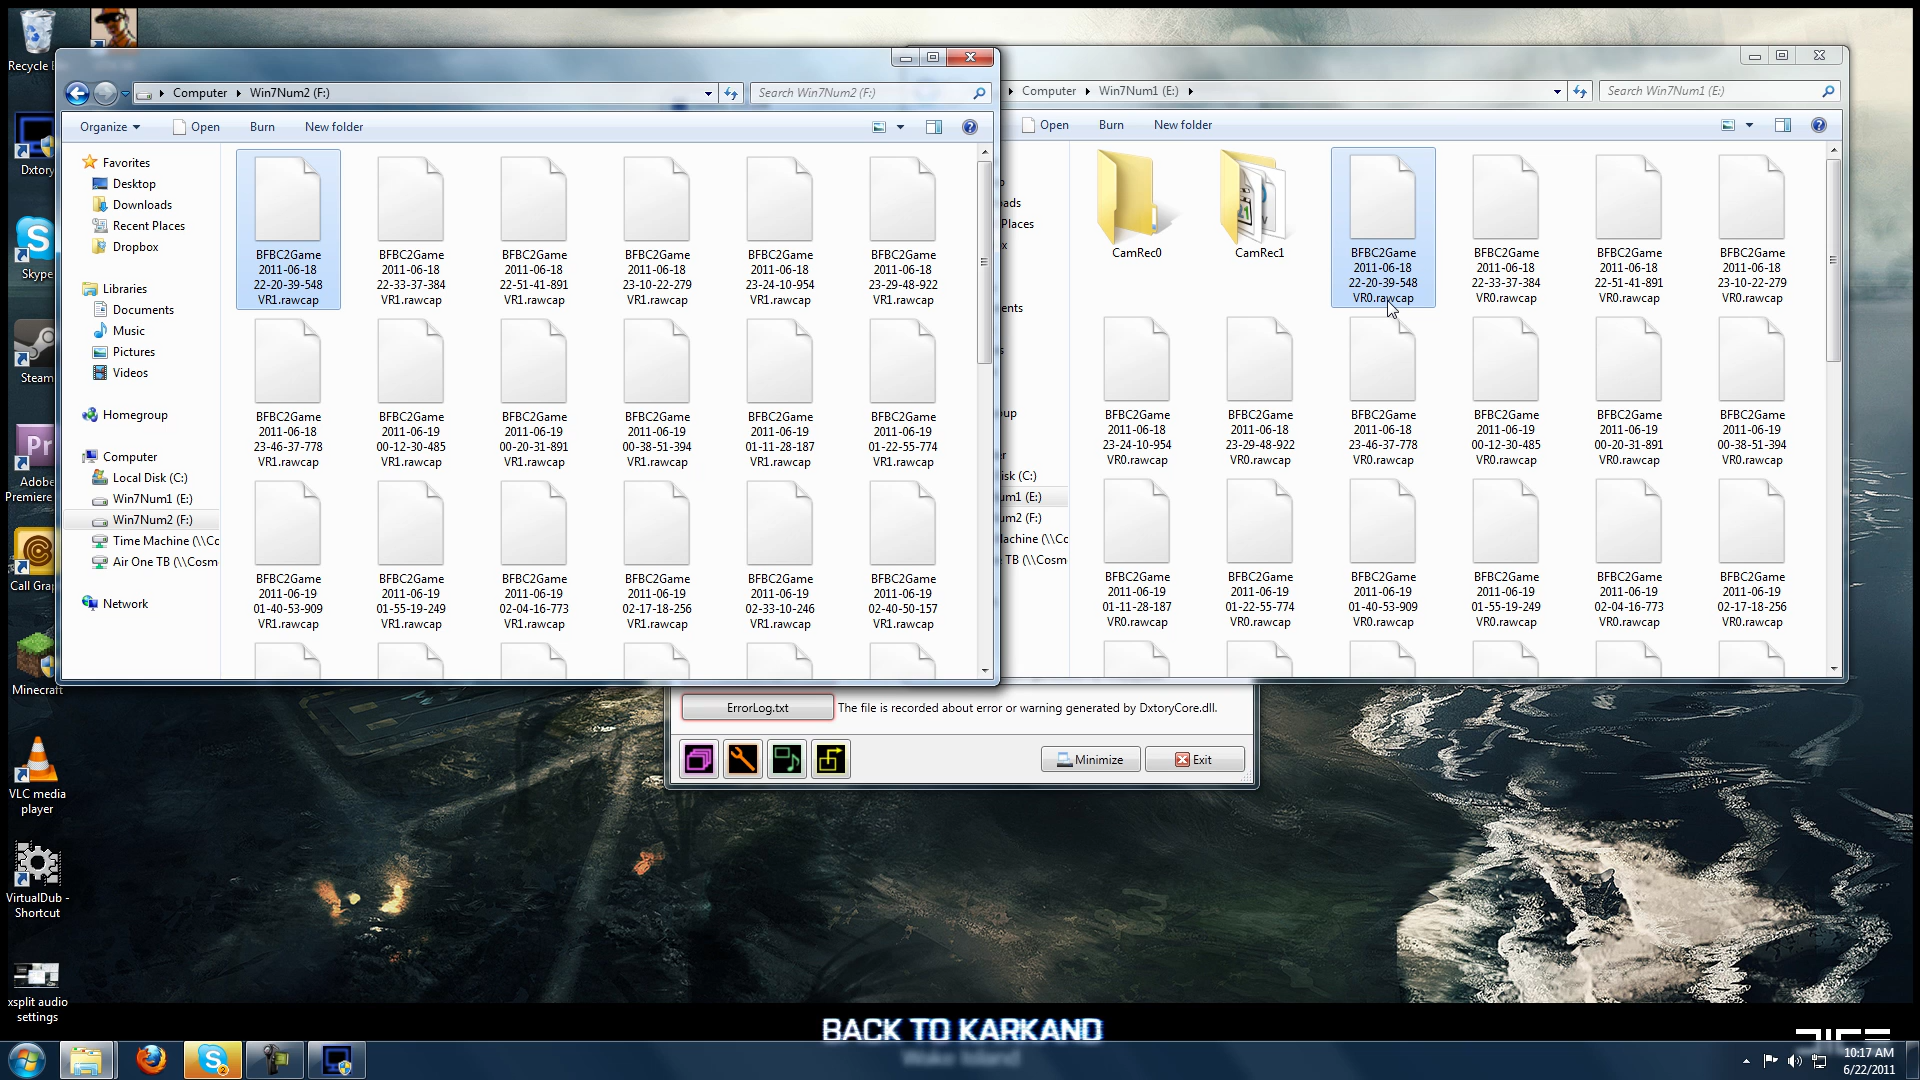 Recycle
Dxtory
Skype
Steam
Pr
Adobe
Premiere
Call Grap
Minecraft
VLC media
player
VirtualDub -
Shortcut
xsplit audio
settings
Computer
Win7Num2 (F:)
Search Win7Num2 (F:)
Organize
Open
Burn
New folder
Favorites
Desktop
Downloads
Recent Places
Dropbox
Libraries
Documents
Music
Pictures
Videos
Homegroup
Computer
Local Disk (C:)
Win7Num1 (E:)
Win7Num2 (F:)
Time Machine (\\Cc
Air One TB (\\Cosm
Network
BFBC2Game
2011-06-18
22-20-39-548
VR1.rawcap
BFBC2Game
2011-06-18
22-33-37-384
VR1.rawcap
BFBC2Game
2011-06-18
22-51-41-891
VR1.rawcap
BFBC2Game
2011-06-18
23-10-22-279
VR1.rawcap
BFBC2Game
2011-06-18
23-24-10-954
VR1.rawcap
BFBC2Game
2011-06-18
23-29-48-922
VR1.rawcap
BFBC2Game
2011-06-18
23-46-37-778
VR1.rawcap
BFBC2Game
2011-06-19
00-12-30-485
VR1.rawcap
BFBC2Game
2011-06-19
00-20-31-891
VR1.rawcap
BFBC2Game
2011-06-19
00-38-51-394
VR1.rawcap
BFBC2Game
2011-06-19
01-11-28-187
VR1.rawcap
BFBC2Game
2011-06-19
01-22-55-774
VR1.rawcap
BFBC2Game
2011-06-19
01-40-53-909
VR1.rawcap
BFBC2Game
2011-06-19
01-55-19-249
VR1.rawcap
BFBC2Game
2011-06-19
02-04-16-773
VR1.rawcap
BFBC2Game
2011-06-19
02-17-18-256
VR1.rawcap
BFBC2Game
2011-06-19
02-33-10-246
VR1.rawcap
BFBC2Game
2011-06-19
02-40-50-157
VR1.rawcap
Computer
Win7Num1 (E:)
Search Win7Num1 (E:)
Open
Burn
New folder
ads
Places
x
ents
s
up
r
isk (C:)
um1 (E:)
um2 (F:)
achine (\\Cc
TB (\\Cosm
CamRec0
CamRec1
BFBC2Game
2011-06-18
22-20-39-548
VR0.rawcap
BFBC2Game
2011-06-18
22-33-37-384
VR0.rawcap
BFBC2Game
2011-06-18
22-51-41-891
VR0.rawcap
BFBC2Game
2011-06-18
23-10-22-279
VR0.rawcap
BFBC2Game
2011-06-18
23-24-10-954
VR0.rawcap
BFBC2Game
2011-06-18
23-29-48-922
VR0.rawcap
BFBC2Game
2011-06-18
23-46-37-778
VR0.rawcap
BFBC2Game
2011-06-19
00-12-30-485
VR0.rawcap
BFBC2Game
2011-06-19
00-20-31-891
VR0.rawcap
BFBC2Game
2011-06-19
00-38-51-394
VR0.rawcap
BFBC2Game
2011-06-19
01-11-28-187
VR0.rawcap
BFBC2Game
2011-06-19
01-22-55-774
VR0.rawcap
BFBC2Game
2011-06-19
01-40-53-909
VR0.rawcap
BFBC2Game
2011-06-19
01-55-19-249
VR0.rawcap
BFBC2Game
2011-06-19
02-04-16-773
VR0.rawcap
BFBC2Game
2011-06-19
02-17-18-256
VR0.rawcap
ErrorLog.txt
The file is recorded about error or warning generated by DxtoryCore.dll.
Minimize
Exit
BACK TO KARKAND
Wake Island
10:17 AM
6/22/2011